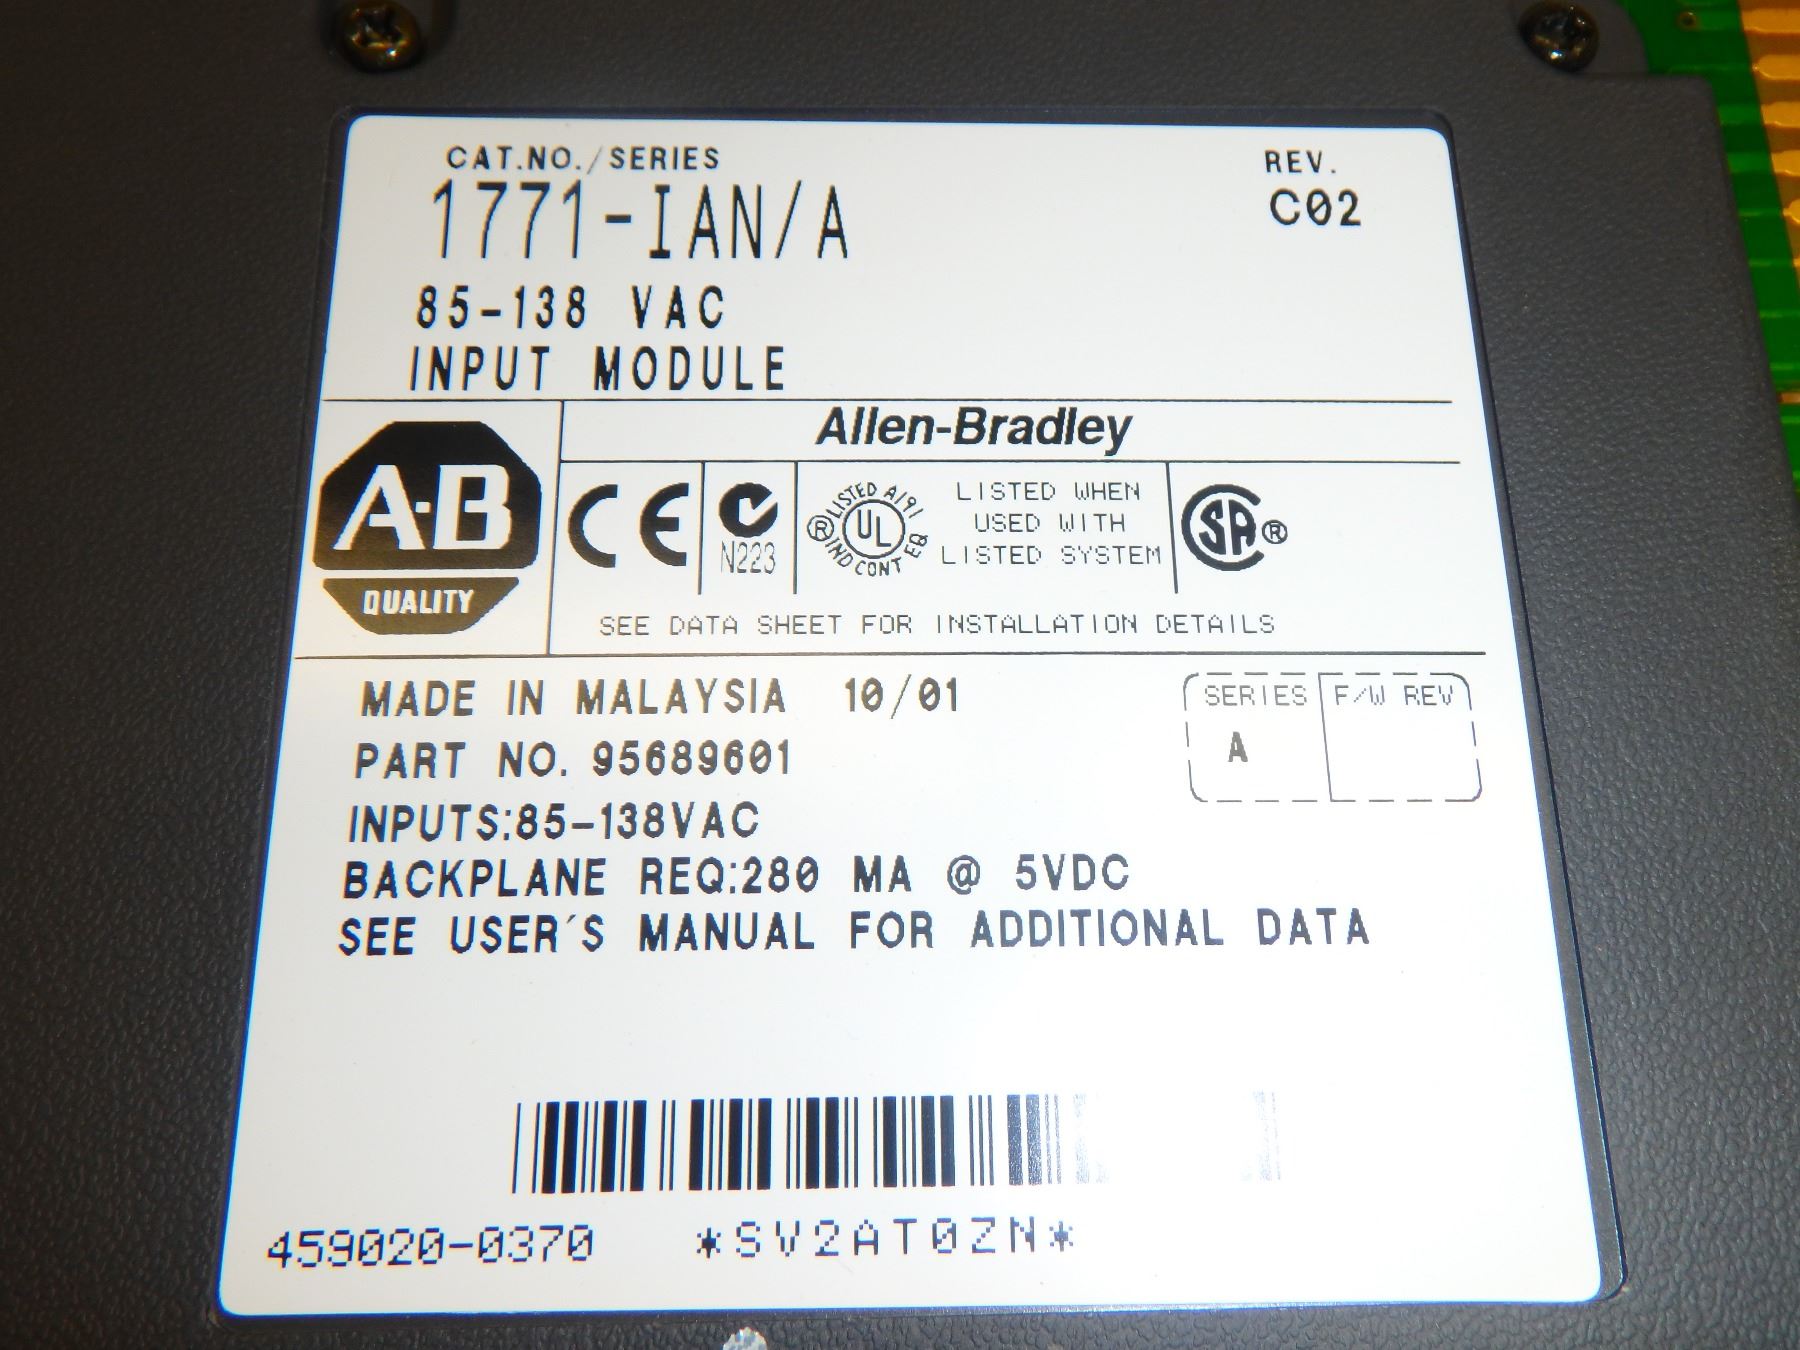 CAT.NO./SERIES REV.
1771-IAN/A C02
85-138 VAC
INPUT MODULE
Allen-Bradley
A-B
QUALITY
CE
N223
LISTED A191
UL
IND CONT EQ
®
LISTED WHEN
USED WITH
LISTED SYSTEM
SA ®
SEE DATA SHEET FOR INSTALLATION DETAILS
MADE IN MALAYSIA 10/01
SERIES F/W REV
A
PART NO. 95689601
INPUTS:85-138VAC
BACKPLANE REQ:280 MA @ 5VDC
SEE USER´S MANUAL FOR ADDITIONAL DATA
459020-0370 *SV2AT0ZN*